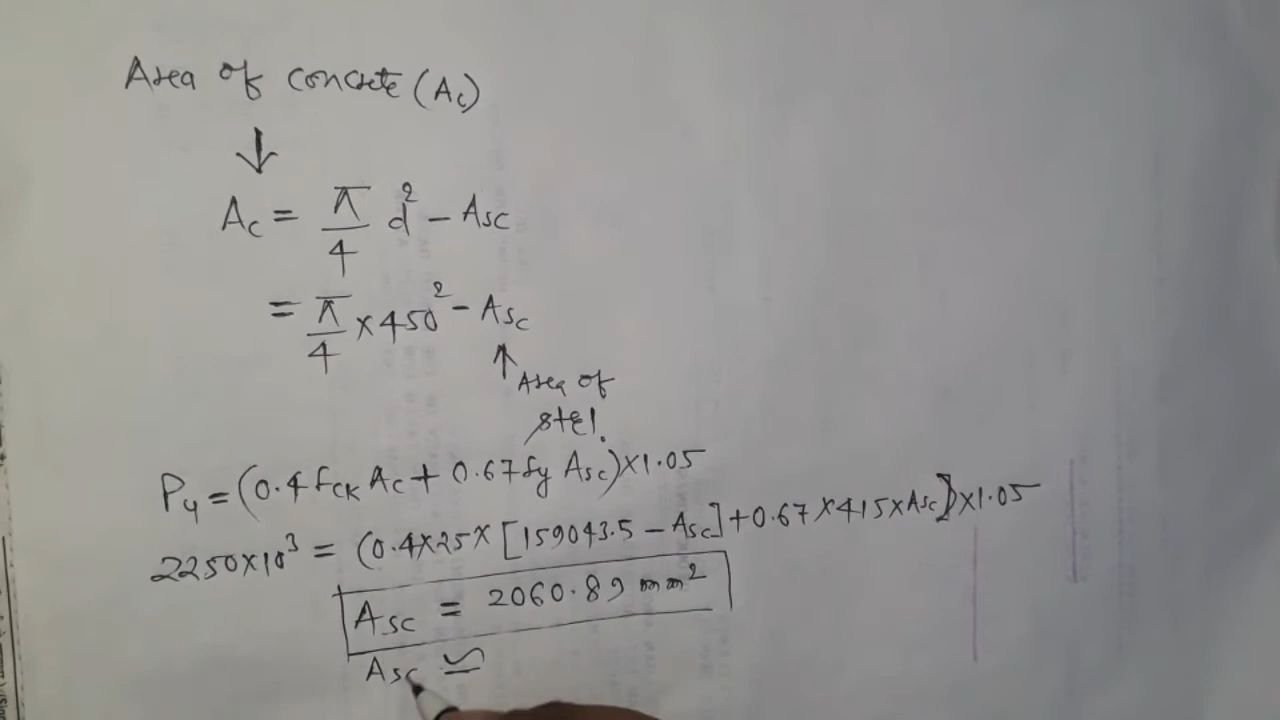 Area of concrete (Ac)
↓
Ac = π/4 d² - Asc
= π/4 × 450² - Asc
↑ Area of
stel.
Pu = (0.4 fck Ac + 0.67 fy Asc) × 1.05
2250×10³ = (0.4×25× [159043.5 - Asc] + 0.67 × 415 × Asc]) × 1.05
Asc = 2060.89 mm²
Asc ≃